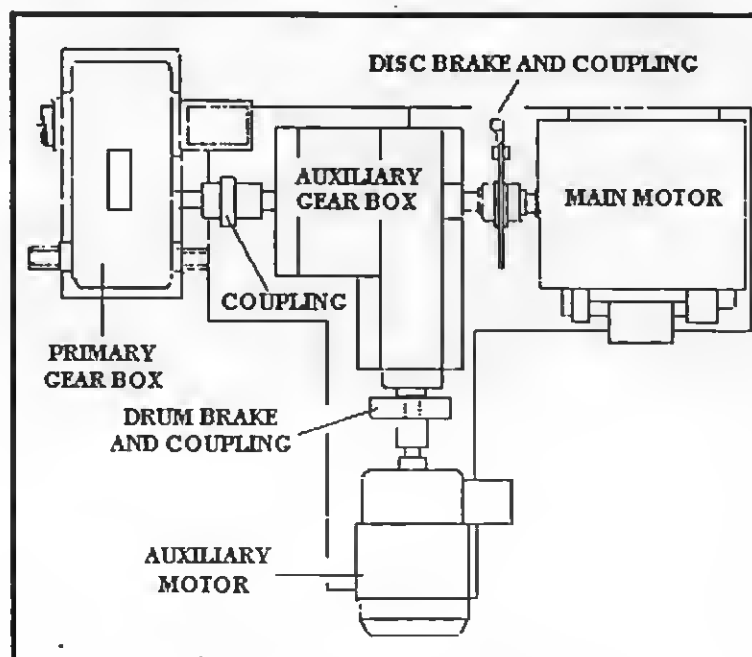 DISC BRAKE AND COUPLING
AUXILIARY
GEAR BOX
MAIN MOTOR
COUPLING
PRIMARY
GEAR BOX
DRUM BRAKE
AND COUPLING
AUXILIARY
MOTOR